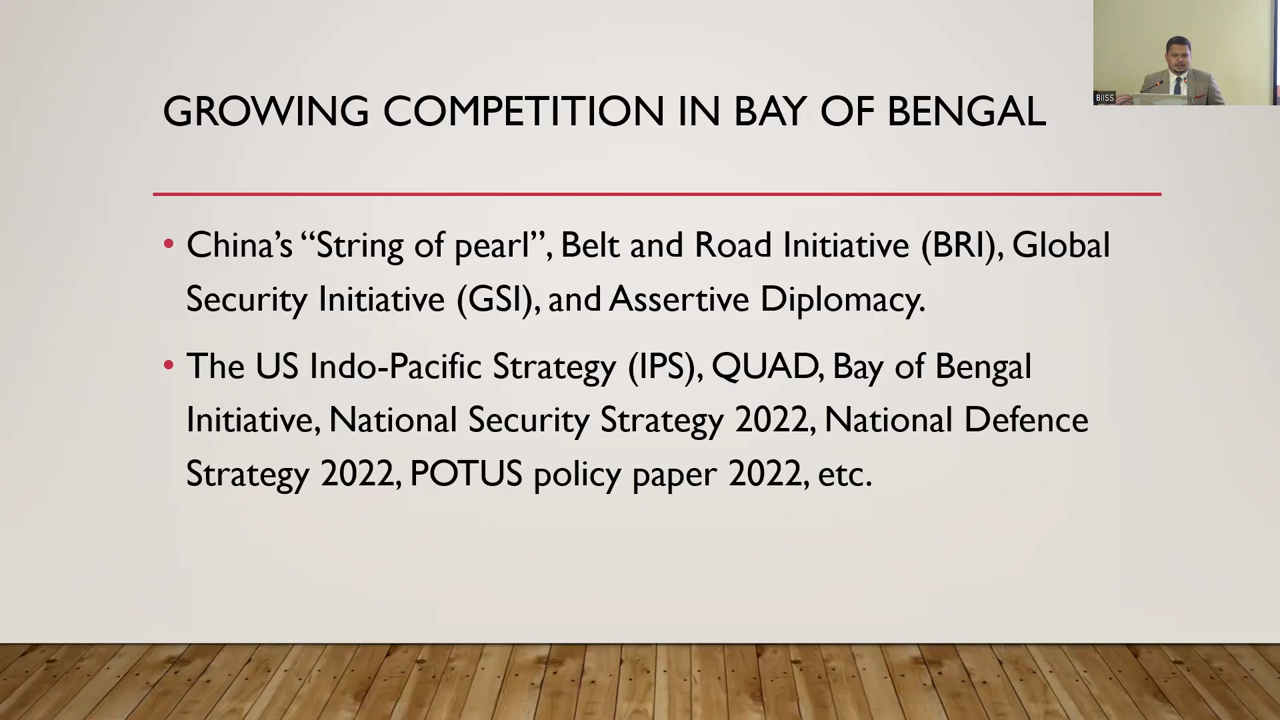 GROWING COMPETITION IN BAY OF BENGAL
• China’s “String of pearl”, Belt and Road Initiative (BRI), Global
Security Initiative (GSI), and Assertive Diplomacy.
• The US Indo-Pacific Strategy (IPS), QUAD, Bay of Bengal
Initiative, National Security Strategy 2022, National Defence
Strategy 2022, POTUS policy paper 2022, etc.
BIISS